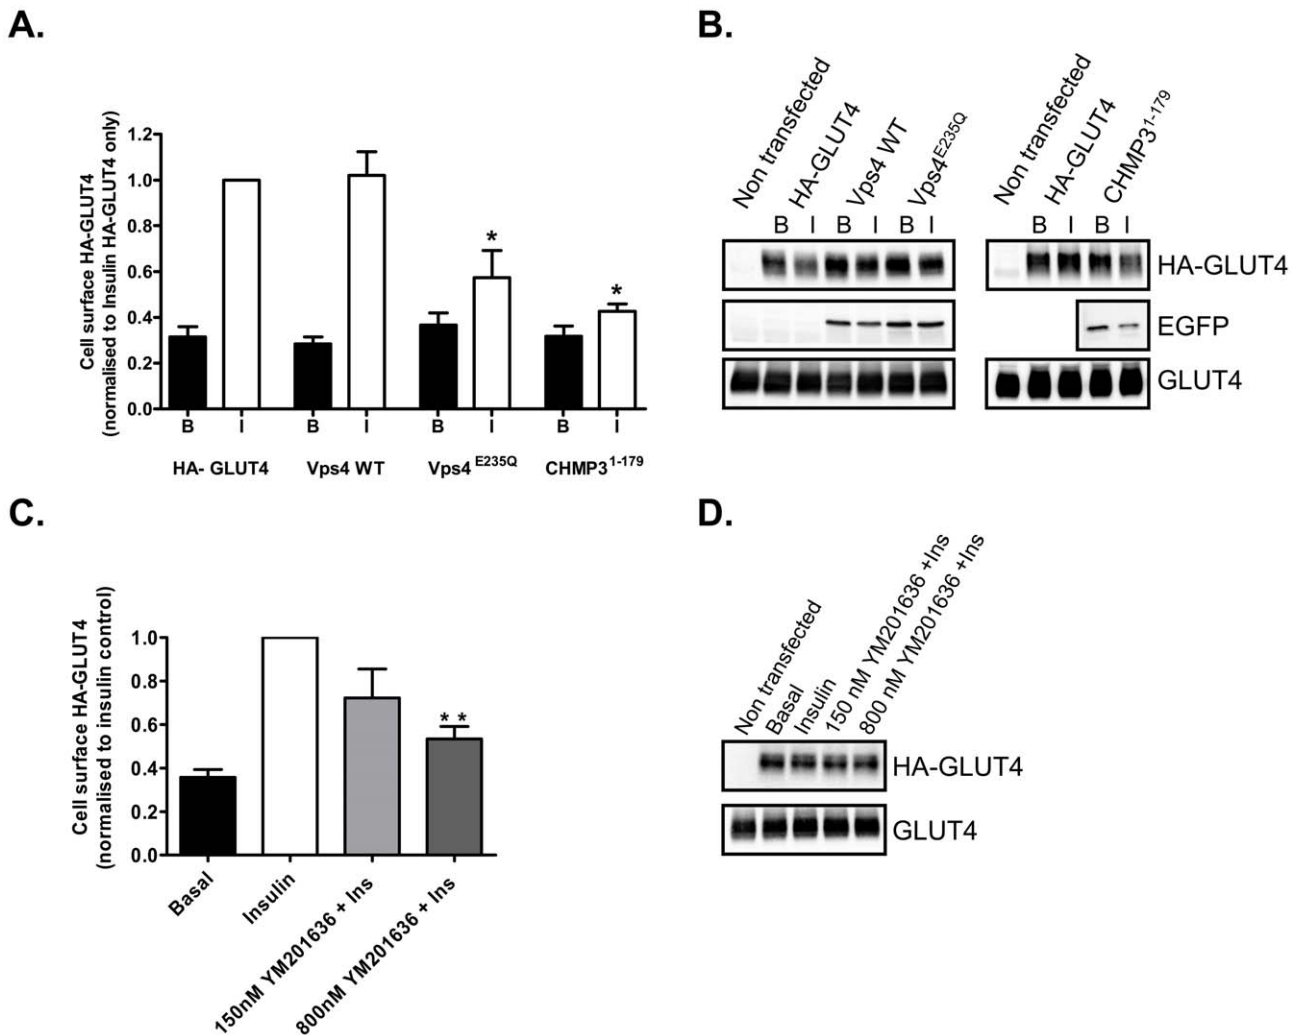 A.
Cell surface HA-GLUT4
(normalised to Insulin HA-GLUT4 only)
1.2
1.0
0.8
0.6
0.4
0.2
0.0
*
*
B I B I B I B I
HA- GLUT4 Vps4 WT Vps4 E235Q CHMP3 1-179
B.
Non transfected HA-GLUT4 Vps4 WT Vps4E235Q
B I B I B I
Non transfected HA-GLUT4 CHMP31-179
B I B I
HA-GLUT4
EGFP
GLUT4
C.
Cell surface HA-GLUT4
(normalised to insulin control)
1.0
0.8
0.6
0.4
0.2
0.0
* *
Basal
Insulin
150nM YM201636 + Ins
800nM YM201636 + Ins
D.
Non transfected
Basal
Insulin
150 nM YM201636 +Ins
800 nM YM201636 +Ins
HA-GLUT4
GLUT4